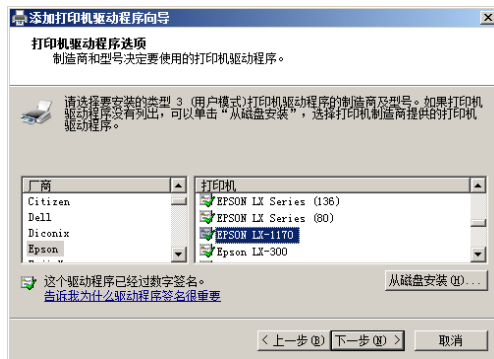 添加打印机驱动程序向导
打印机驱动程序选项
制造商和型号决定要使用的打印机驱动程序。
请选择要安装的类型 3 (用户模式)打印机驱动程序的制造商及型号。如果打印机
驱动程序没有列出，可以单击“从磁盘安装”，选择打印机制造商提供的打印机
驱动程序。
厂商
打印机
Citizen
Dell
Diconix
Epson
EPSON LX Series (136)
EPSON LX Series (80)
EPSON LX-1170
Epson LX-300
这个驱动程序已经过数字签名。
告诉我为什么驱动程序签名很重要
从磁盘安装(H)...
< 上一步(B)
下一步(N) >
取消